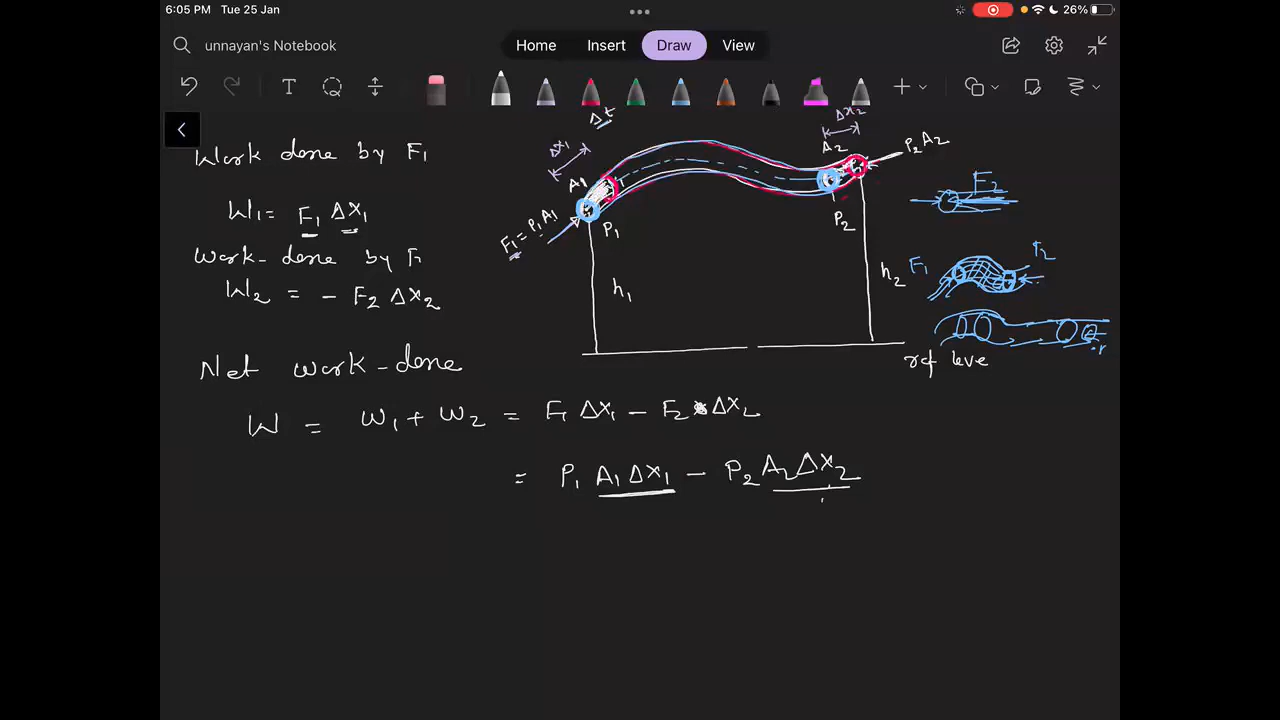 6:05 PM Tue 25 Jan
26%
unnayan's Notebook
Home Insert Draw View
Δt
Δx₁
Δx₂
A₁
A₂
P₂A₂
F₁ = P₁A₁
P₁
P₂
h₁
h₂
ref leve
F₂
F₁
F₂
Work done by F₁
W₁ = F₁ Δx₁
Work-done by F
W₂ = - F₂ Δx₂
Net work-done
W = W₁ + W₂ = F₁ Δx₁ - F₂ Δx₂
= P₁ A₁ Δx₁ - P₂ A₂ Δx₂